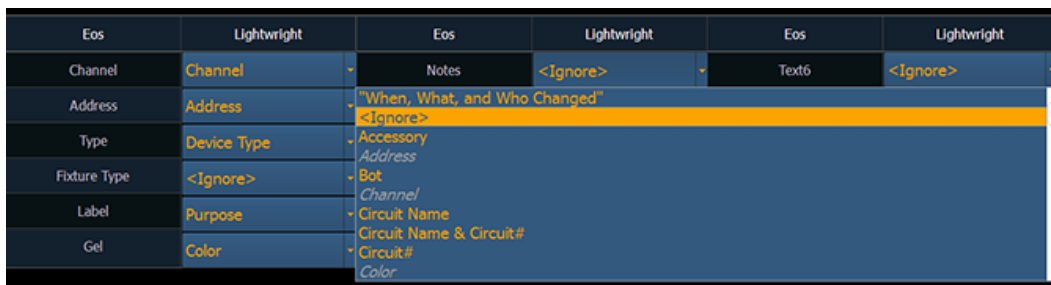 Eos Lightwright Eos Lightwright Eos Lightwright
Channel Channel Notes <Ignore> Text6 <Ignore>
Address Address
Type Device Type
Fixture Type <Ignore>
Label Purpose
Gel Color
"When, What, and Who Changed"
<Ignore>
Accessory
Address
Bot
Channel
Circuit Name
Circuit Name & Circuit#
Circuit#
Color